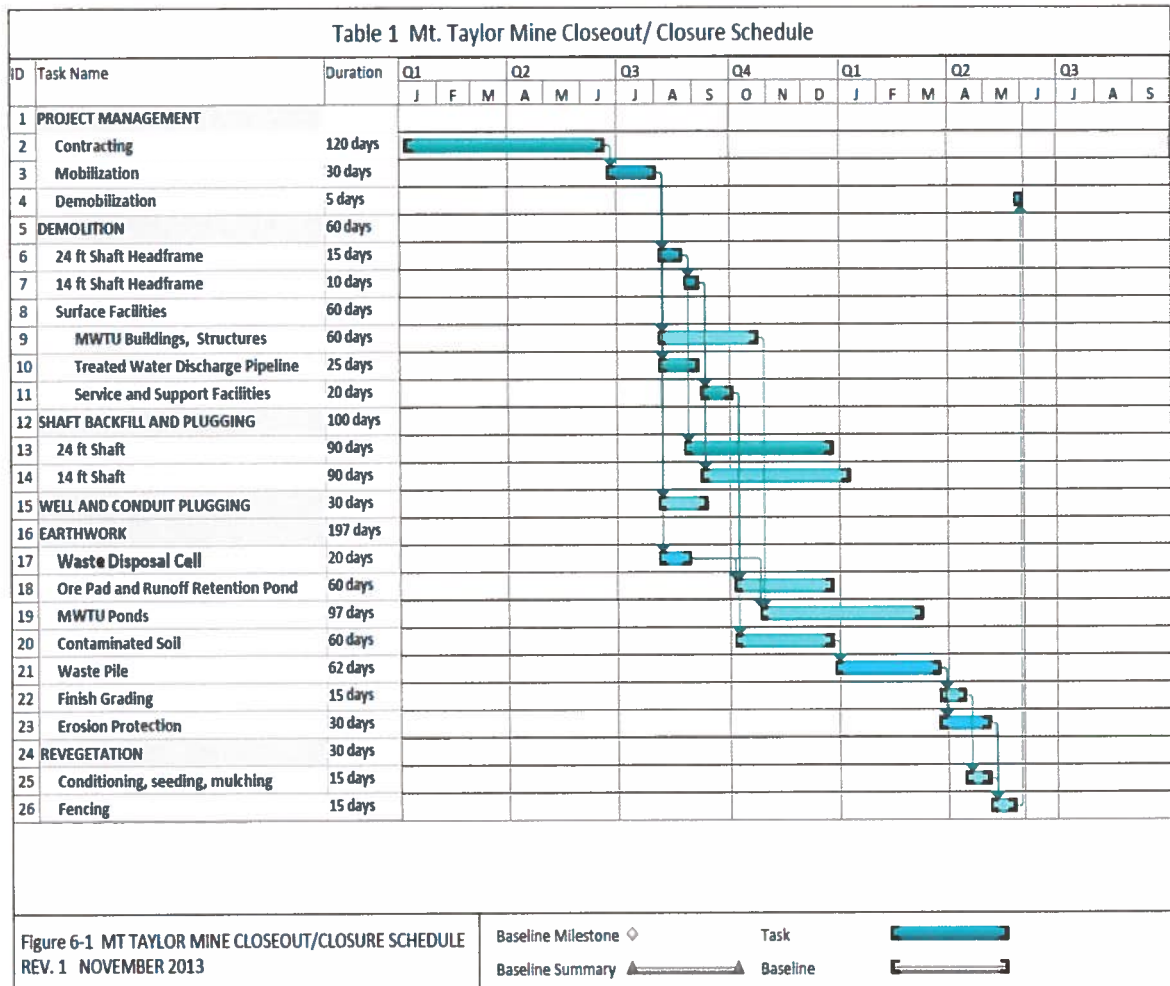 Table 1 Mt. Taylor Mine Closeout/ Closure Schedule
ID Task Name Duration Q1 Q2 Q3 Q4 Q1 Q2 Q3
J F M A M J J A S O N D J F M A M J J A S
1 PROJECT MANAGEMENT
2 Contracting 120 days
3 Mobilization 30 days
4 Demobilization 5 days
5 DEMOLITION 60 days
6 24 ft Shaft Headframe 15 days
7 14 ft Shaft Headframe 10 days
8 Surface Facilities 60 days
9 MWTU Buildings, Structures 60 days
10 Treated Water Discharge Pipeline 25 days
11 Service and Support Facilities 20 days
12 SHAFT BACKFILL AND PLUGGING 100 days
13 24 ft Shaft 90 days
14 14 ft Shaft 90 days
15 WELL AND CONDUIT PLUGGING 30 days
16 EARTHWORK 197 days
17 Waste Disposal Cell 20 days
18 Ore Pad and Runoff Retention Pond 60 days
19 MWTU Ponds 97 days
20 Contaminated Soil 60 days
21 Waste Pile 62 days
22 Finish Grading 15 days
23 Erosion Protection 30 days
24 REVEGETATION 30 days
25 Conditioning, seeding, mulching 15 days
26 Fencing 15 days
Figure 6-1 MT TAYLOR MINE CLOSEOUT/CLOSURE SCHEDULE
REV. 1 NOVEMBER 2013
Baseline Milestone Task
Baseline Summary Baseline